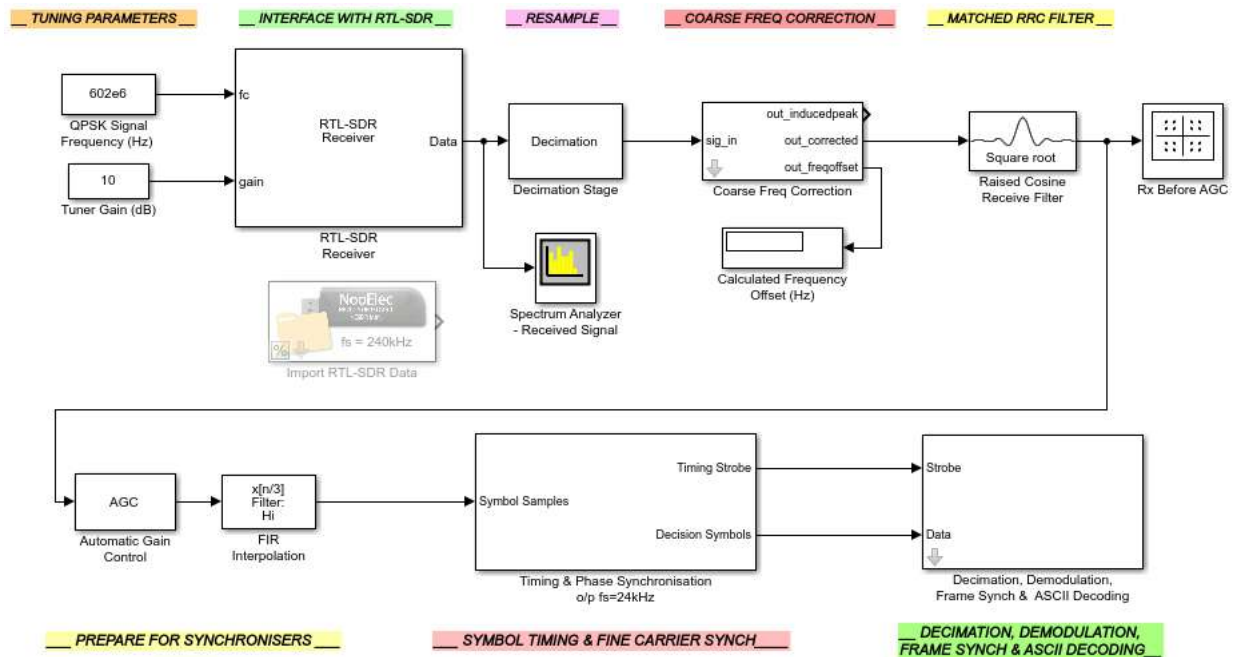 __ TUNING PARAMETERS __
__ INTERFACE WITH RTL-SDR __
__ RESAMPLE __
__ COARSE FREQ CORRECTION __
__ MATCHED RRC FILTER __
602e6
QPSK Signal
Frequency (Hz)
10
Tuner Gain (dB)
fc
gain
RTL-SDR
Receiver
Data
RTL-SDR
Receiver
Decimation
Decimation Stage
sig_in
out_inducedpeak
out_corrected
out_freqoffset
Coarse Freq Correction
Square root
Raised Cosine
Receive Filter
Rx Before AGC
Calculated Frequency
Offset (Hz)
Spectrum Analyzer
- Received Signal
NooElec
fs = 240kHz
%
Import RTL-SDR Data
AGC
Automatic Gain
Control
x[n/3]
Filter:
Hi
FIR
Interpolation
Symbol Samples
Timing Strobe
Decision Symbols
Timing & Phase Synchronisation
o/p fs=24kHz
Strobe
Data
Decimation, Demodulation,
Frame Synch & ASCII Decoding
___ PREPARE FOR SYNCHRONISERS ___
___ SYMBOL TIMING & FINE CARRIER SYNCH____
__ DECIMATION, DEMODULATION,
FRAME SYNCH & ASCII DECODING__